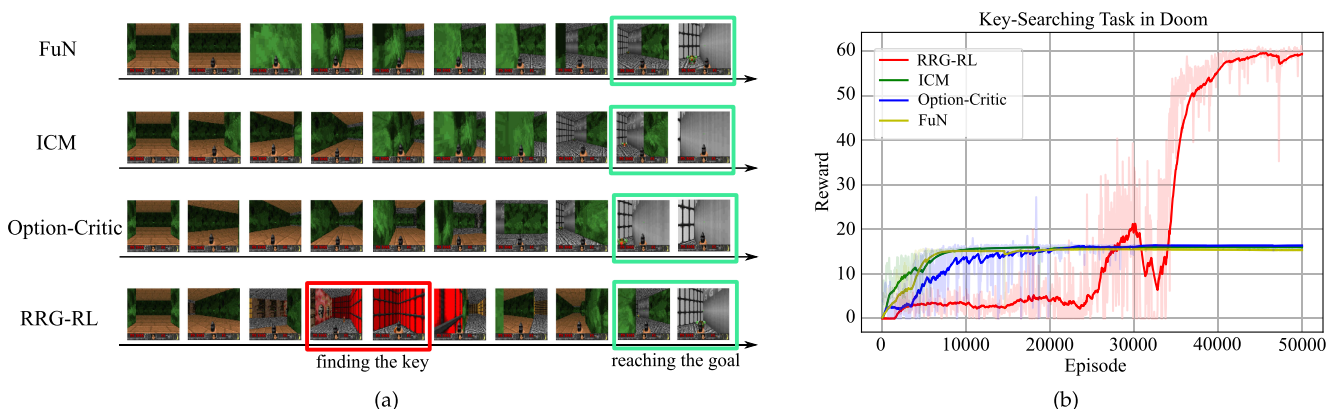 FuN
ICM
Option-Critic
RRG-RL
finding the key
reaching the goal
(a)
Key-Searching Task in Doom
RRG-RL
ICM
Option-Critic
FuN
Reward
60
50
40
30
20
10
0
0 10000 20000 30000 40000 50000
Episode
(b)